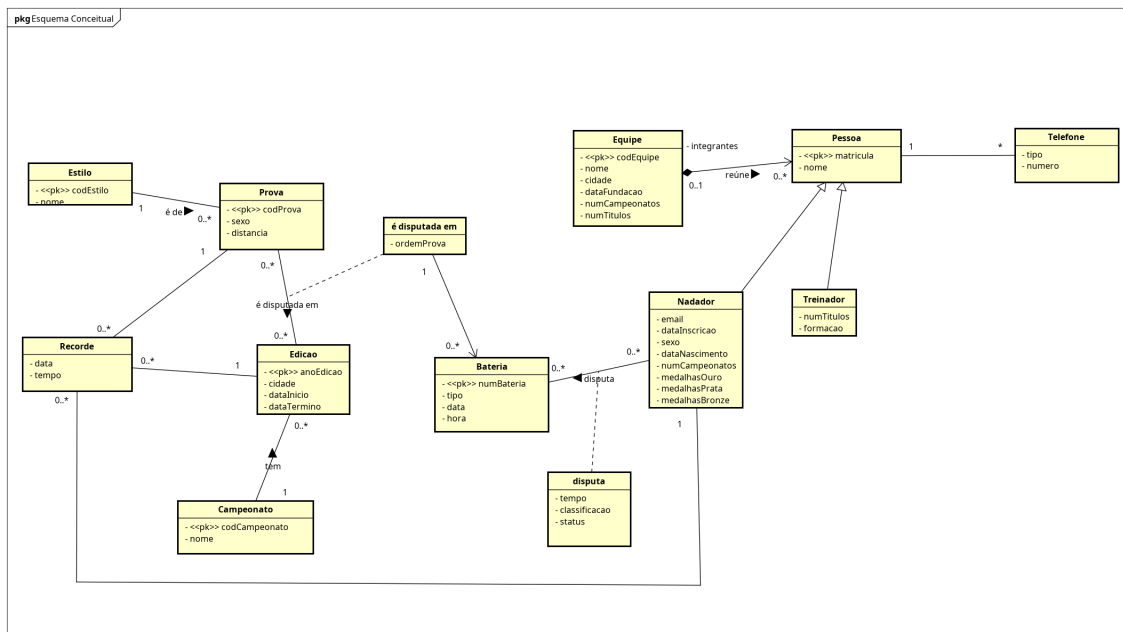 pkg Esquema Conceitual
Estilo
- <<pk>> codEstilo
- nome
1
é de
0..*
Prova
- <<pk>> codProva
- sexo
- distancia
1
0..*
é disputada em
- ordemProva
1
é disputada em
0..*
0..*
0..*
Recorde
- data
- tempo
0..*
1
0..*
Edicao
- <<pk>> anoEdicao
- cidade
- dataInicio
- dataTermino
0..*
tem
1
Campeonato
- <<pk>> codCampeonato
- nome
Bateria
- <<pk>> numBateria
- tipo
- data
- hora
0..*
0..*
disputa
disputa
- tempo
- classificacao
- status
Equipe
- <<pk>> codEquipe
- nome
- cidade
- dataFundacao
- numCampeonatos
- numTitulos
- integrantes
0..1
reúne
0..*
Pessoa
- <<pk>> matricula
- nome
1
*
Telefone
- tipo
- numero
Nadador
- email
- dataInscricao
- sexo
- dataNascimento
- numCampeonatos
- medalhasOuro
- medalhasPrata
- medalhasBronze
1
Treinador
- numTitulos
- formacao
0..*